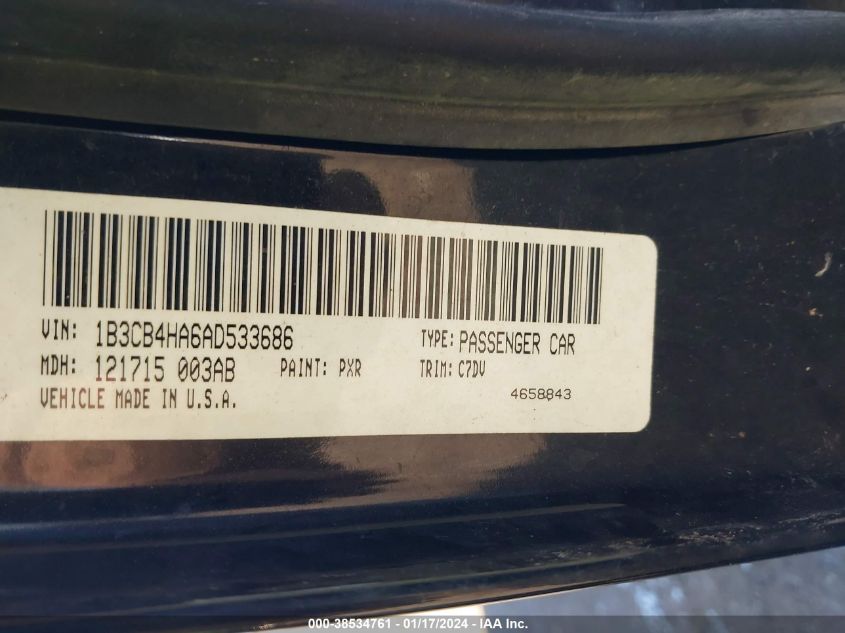 VIN: 1B3CB4HA6AD533686 TYPE: PASSENGER CAR
MDH: 121715 003AB PAINT: PXR TRIM: C7DV
VEHICLE MADE IN U.S.A. 4658843
000-38534761 - 01/17/2024 - IAA Inc.